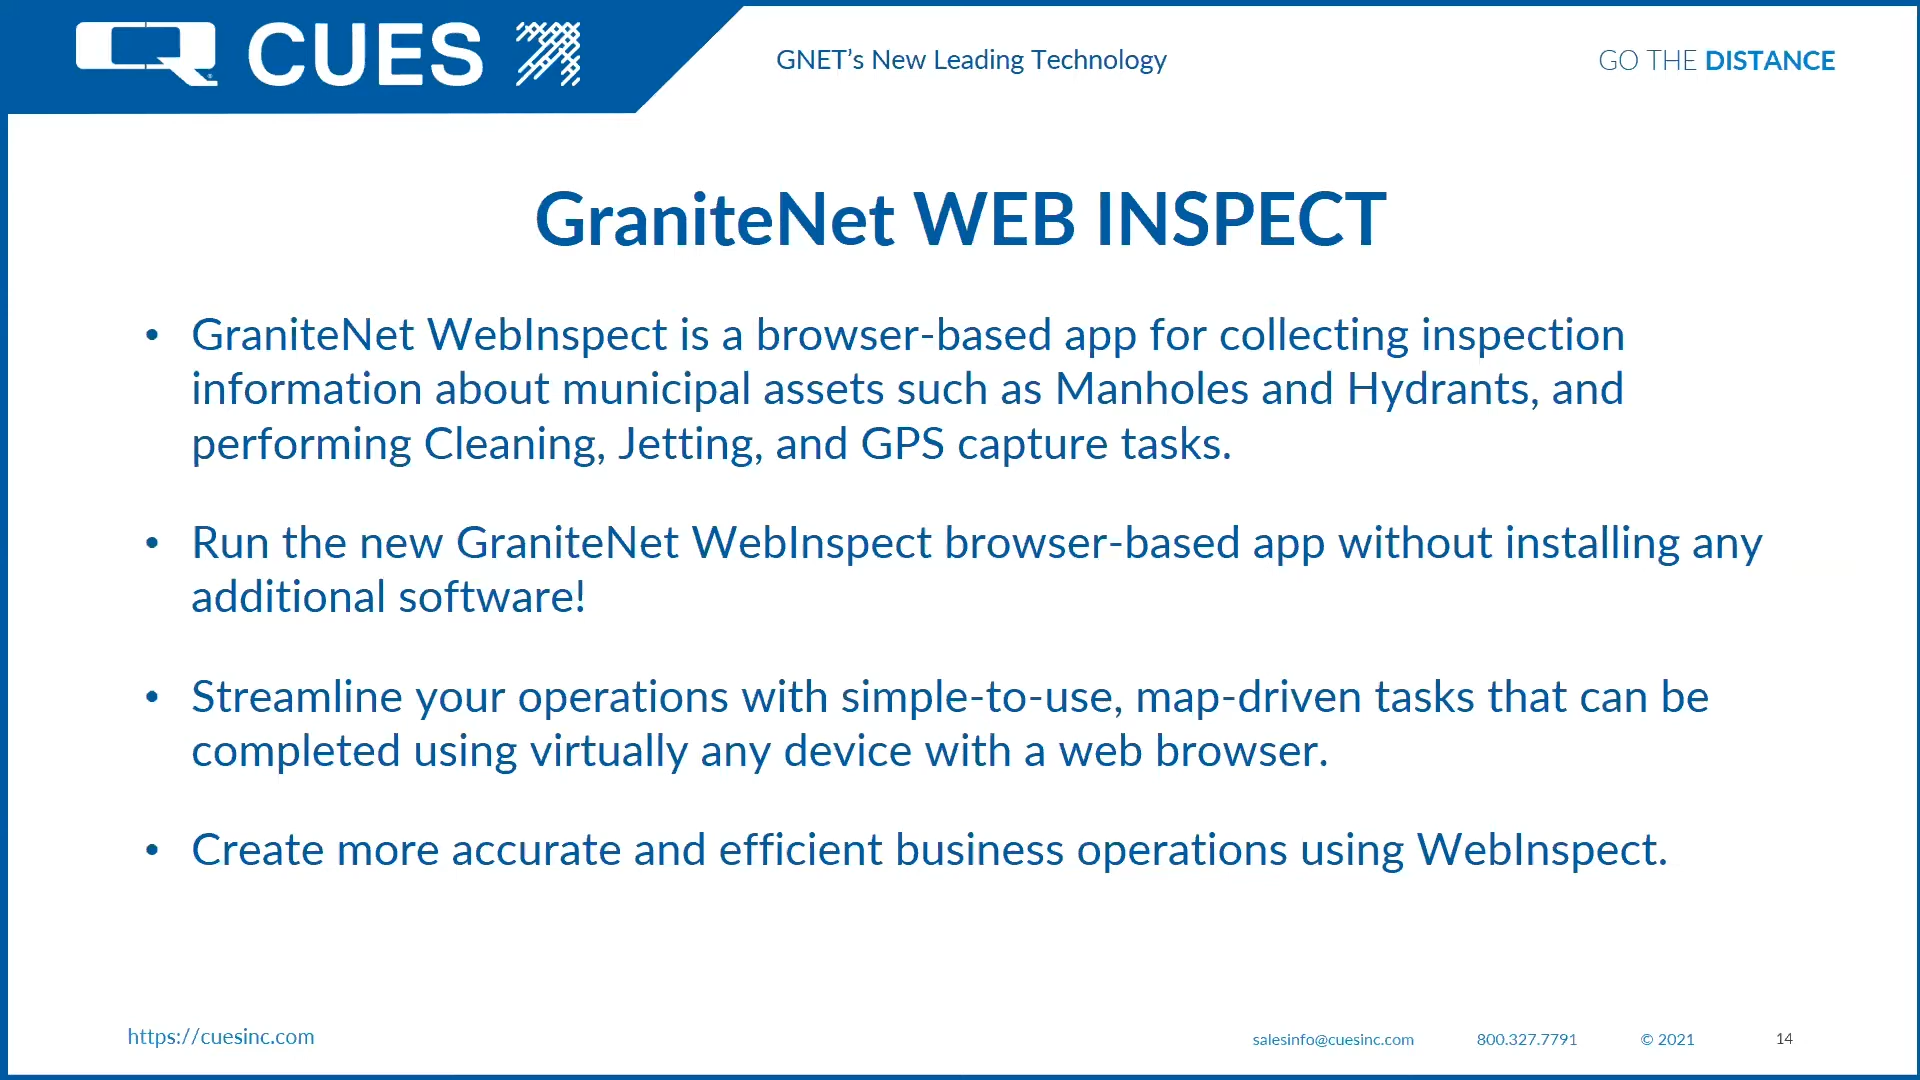 CUES
GNET’s New Leading Technology
GO THE DISTANCE
GraniteNet WEB INSPECT
• GraniteNet WebInspect is a browser-based app for collecting inspection
information about municipal assets such as Manholes and Hydrants, and
performing Cleaning, Jetting, and GPS capture tasks.
• Run the new GraniteNet WebInspect browser-based app without installing any
additional software!
• Streamline your operations with simple-to-use, map-driven tasks that can be
completed using virtually any device with a web browser.
• Create more accurate and efficient business operations using WebInspect.
https://cuesinc.com
salesinfo@cuesinc.com 800.327.7791 © 2021 14